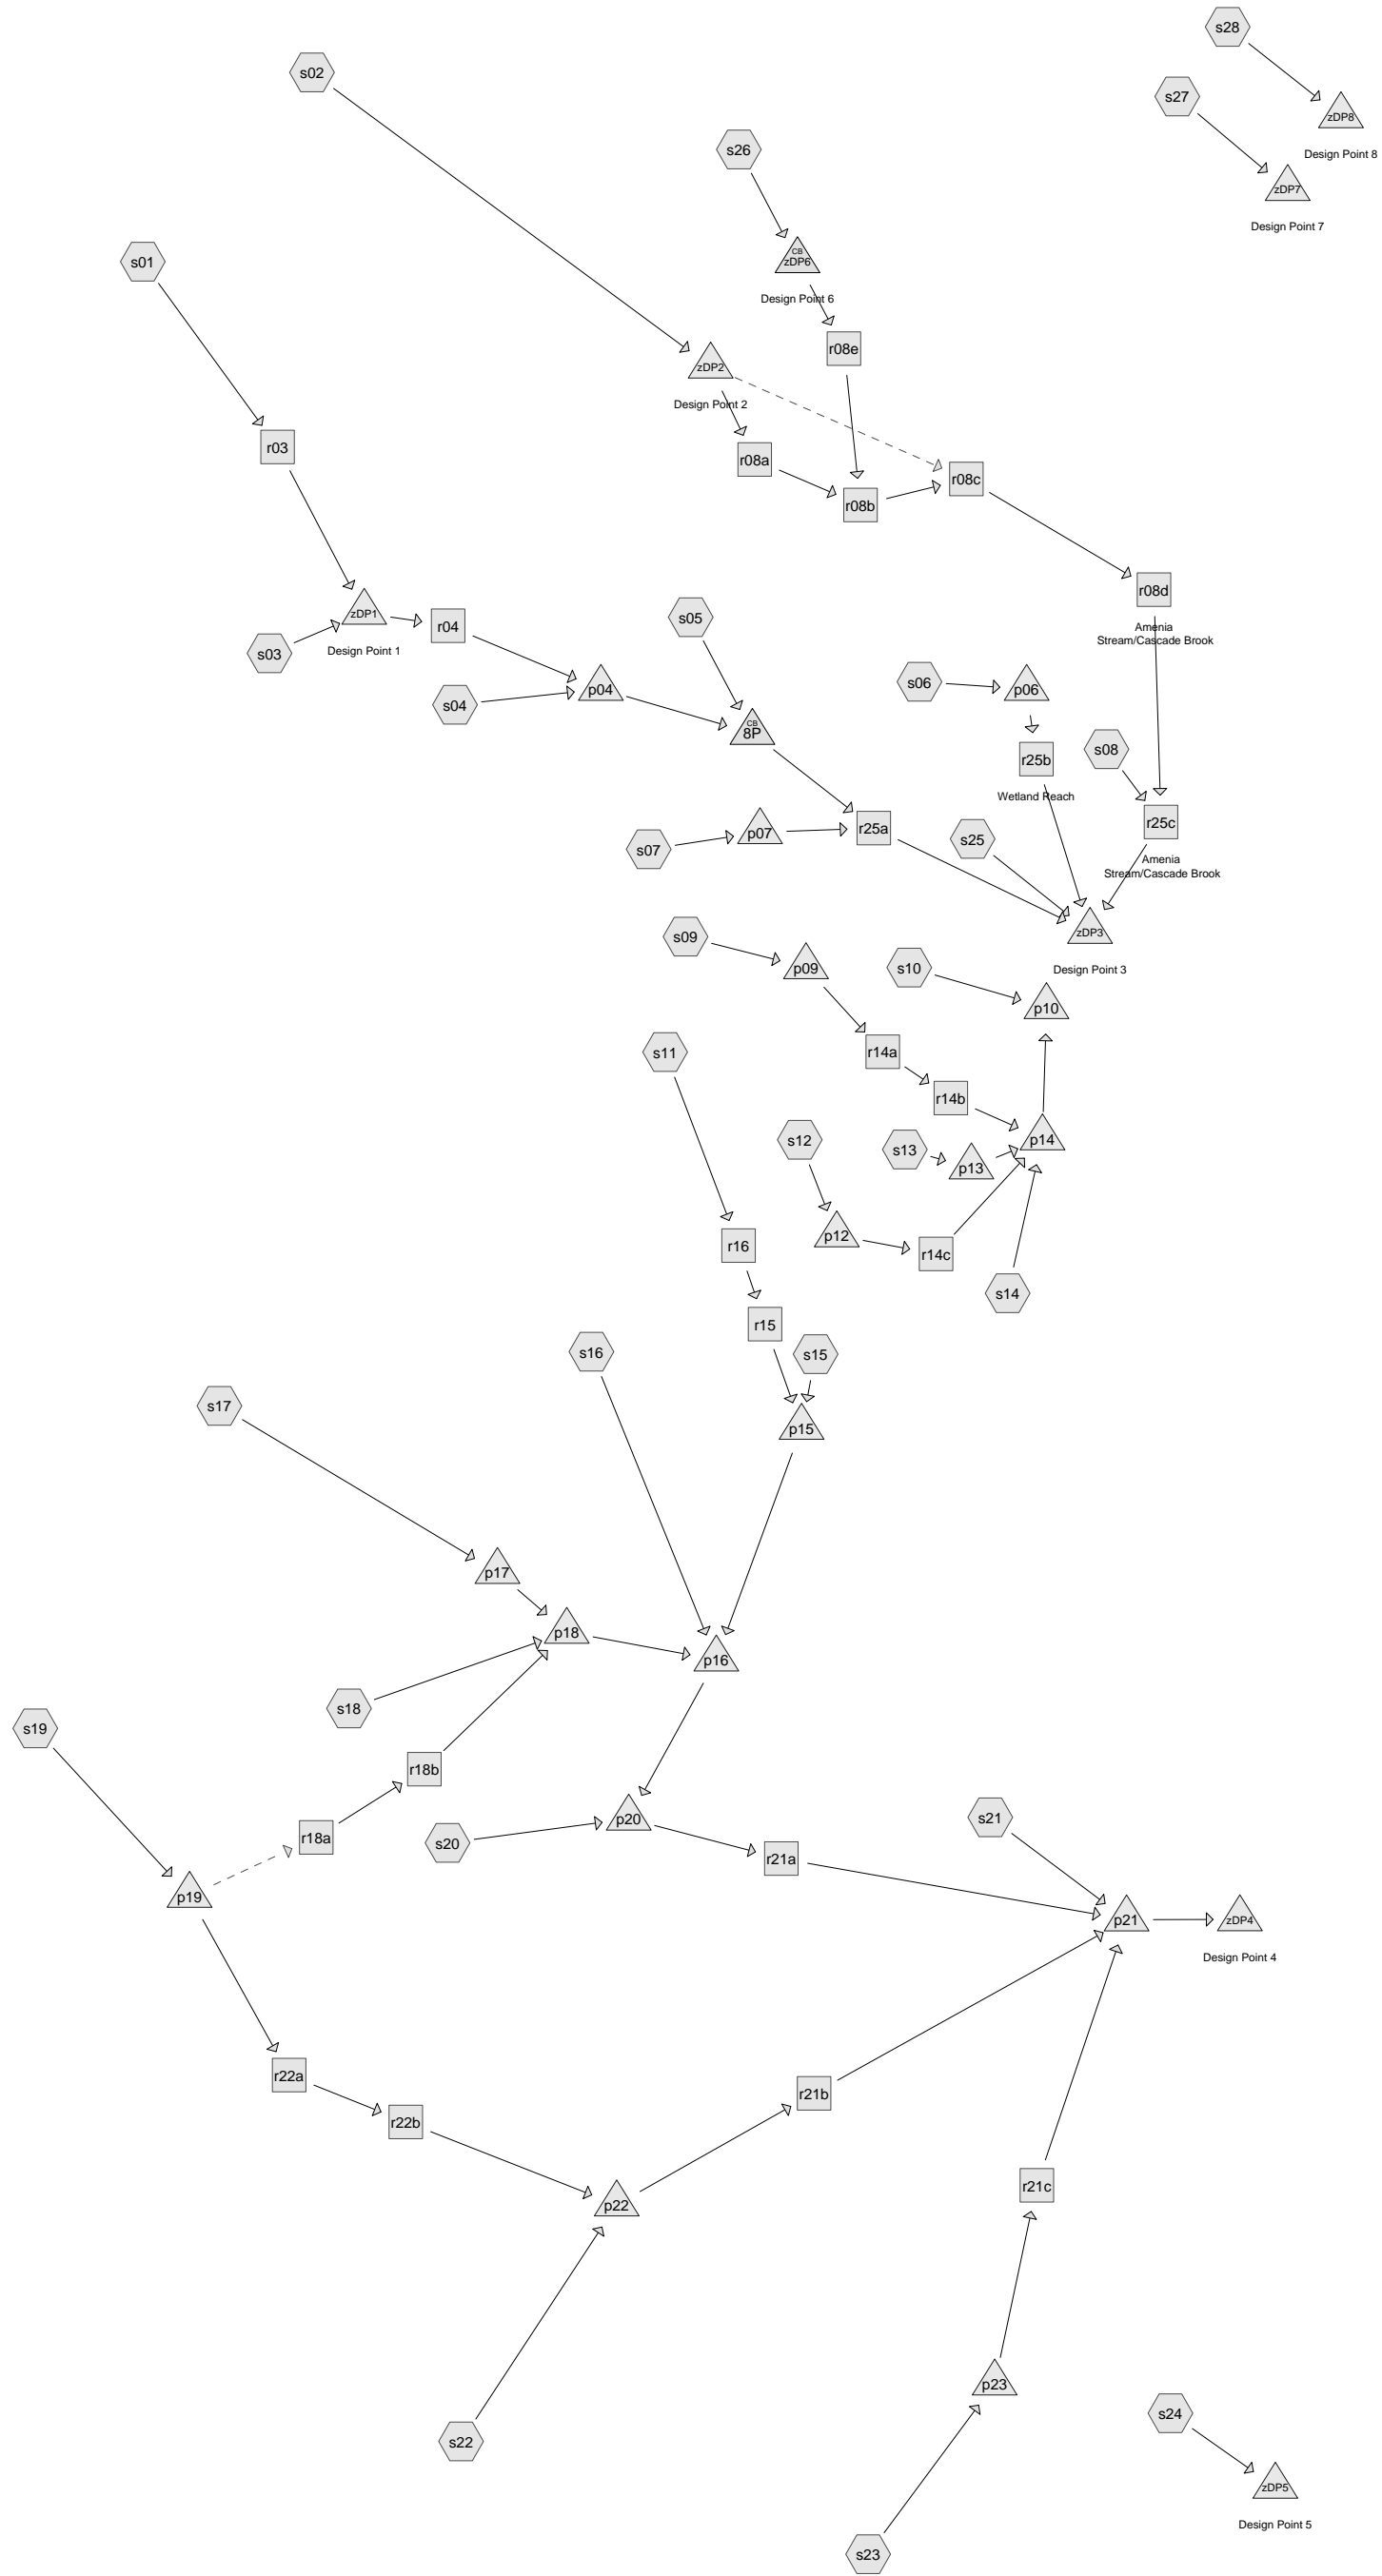 s28
s02
s27
zDP8
s26
Design Point 8
zDP7
Design Point 7
s01
CB
zDP6
Design Point 6
r08e
zDP2
Design Point 2
r03
r08a
r08c
r08b
r08d
zDP1
s05
r04
Amenia
Stream/Cascade Brook
s03
Design Point 1
s06
p06
p04
s04
CB
8P
s08
r25b
Wetland Reach
r25c
r25a
p07
s25
s07
Amenia
Stream/Cascade Brook
zDP3
s09
p09
s10
Design Point 3
p10
s11
r14a
r14b
s12
p14
s13
p13
p12
r16
r14c
s14
r15
s16
s15
s17
p15
p17
p18
p16
s18
s19
r18b
s21
p20
r18a
s20
r21a
p19
p21
zDP4
Design Point 4
r22a
r21b
r22b
r21c
p22
p23
s24
s22
zDP5
Design Point 5
s23